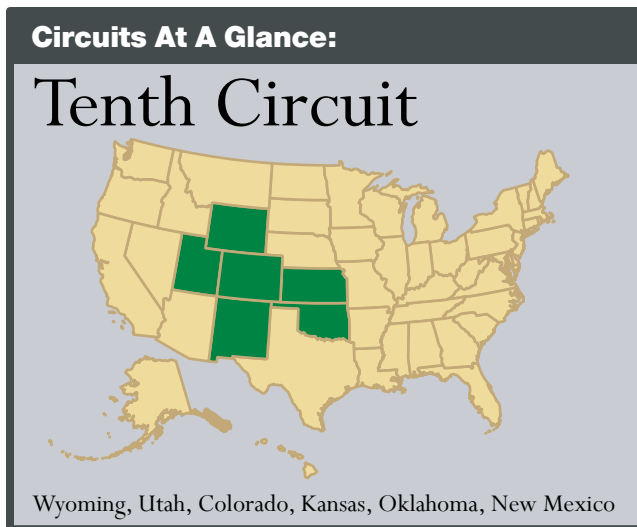 Circuits At A Glance:
Tenth Circuit
Wyoming, Utah, Colorado, Kansas, Oklahoma, New Mexico